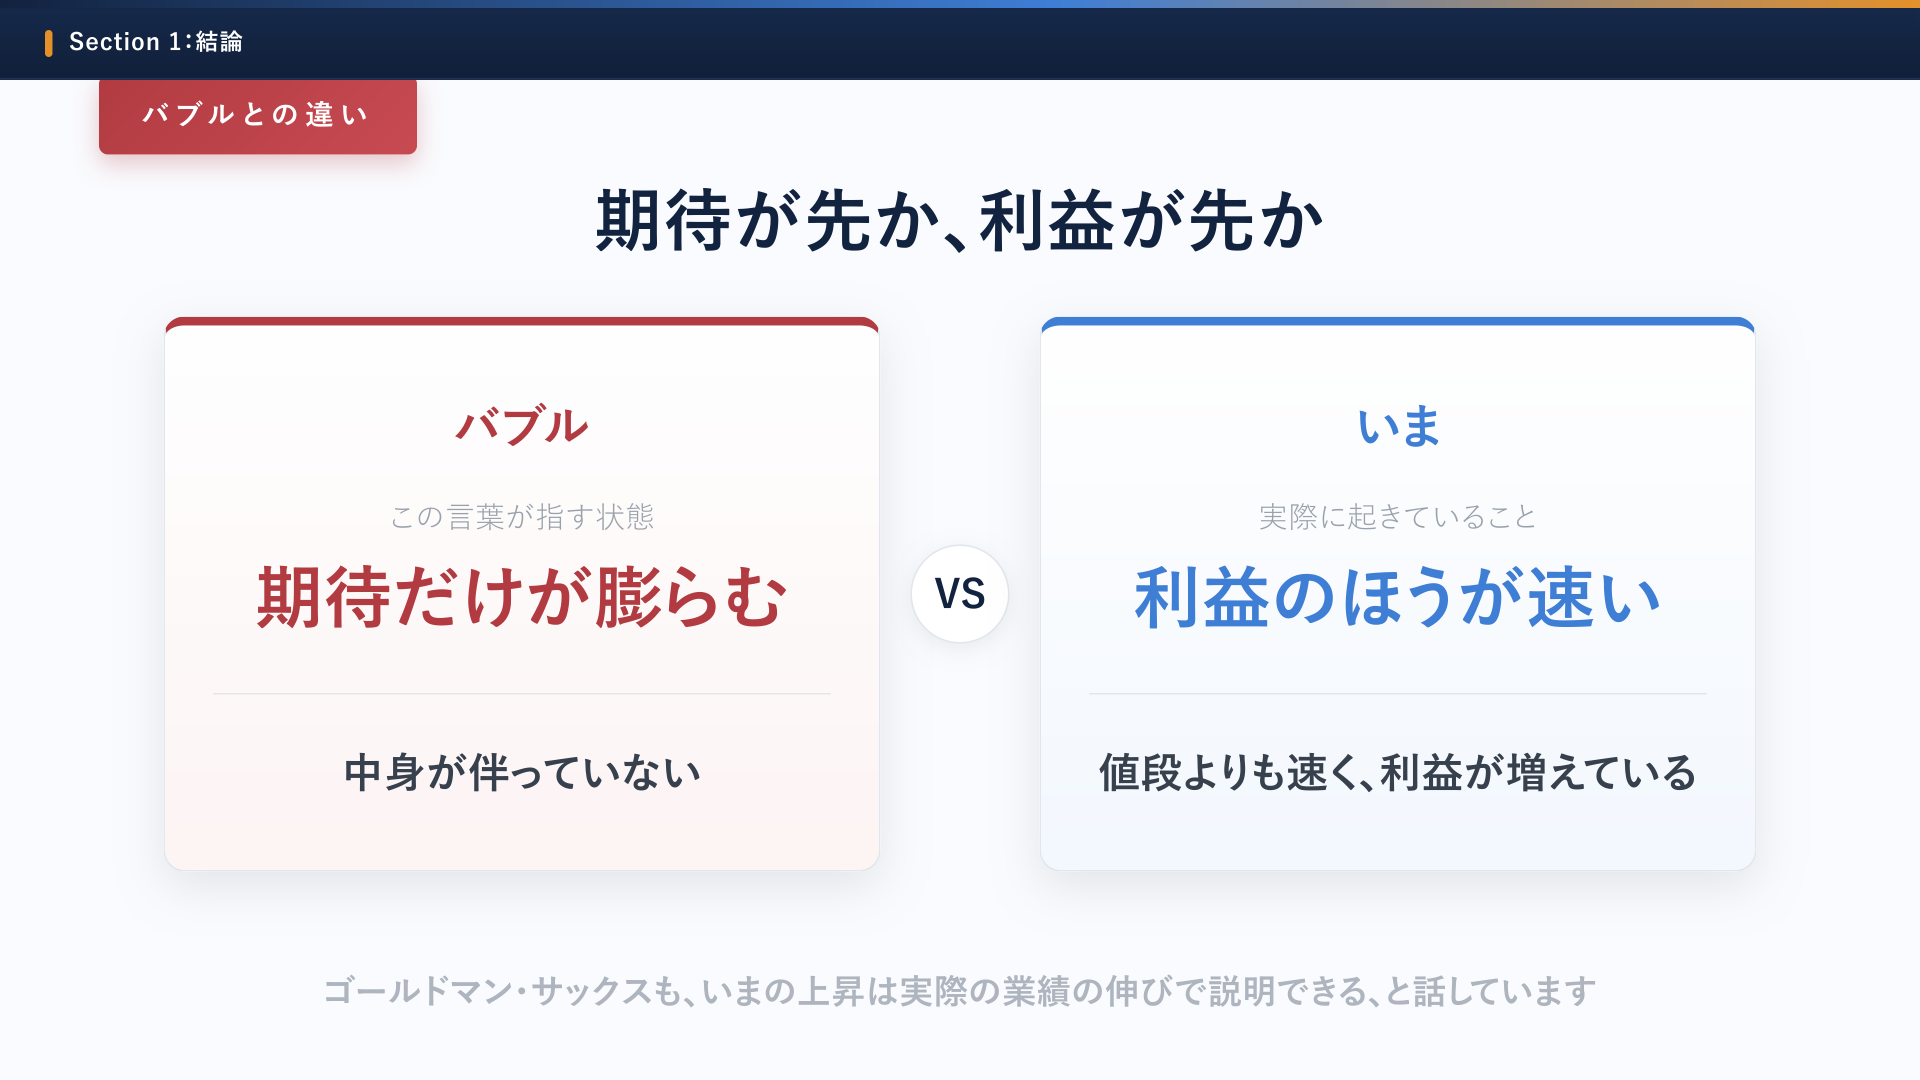 Section 1：結論
バブルとの違い
期待が先か、利益が先か
バブル
この言葉が指す状態
期待だけが膨らむ
中身が伴っていない
VS
いま
実際に起きていること
利益のほうが速い
値段よりも速く、利益が増えている
ゴールドマン・サックスも、いまの上昇は実際の業績の伸びで説明できる、と話しています